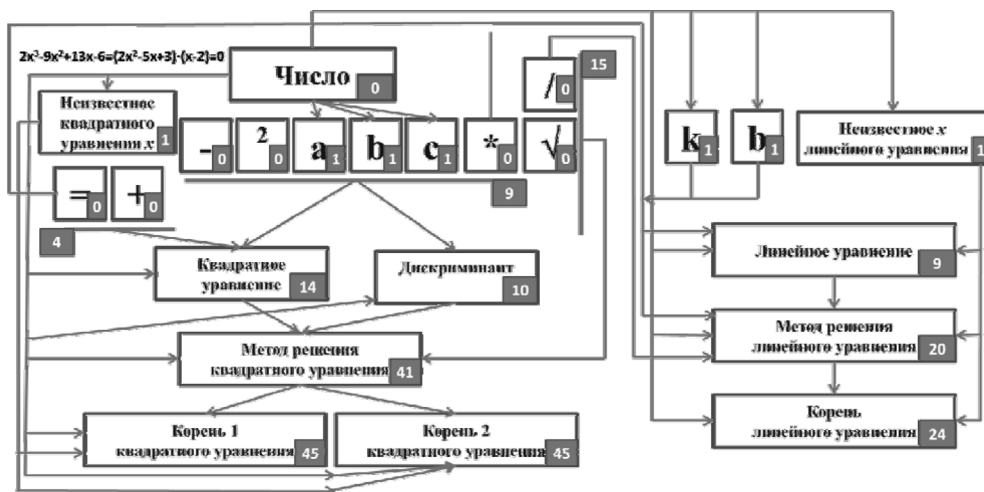 2x³-9x²+13x-6=(2x²-5x+3)·(x-2)=0
Число
0
/
0
15
Неизвестное
квадратного
уравнения x
1
-
0
2
0
a
1
b
1
c
1
*
0
√
0
k
1
b
1
Неизвестное x
линейного уравнения
1
=
0
+
0
9
4
Квадратное
уравнение
14
Дискриминант
10
Линейное уравнение
9
Метод решения
квадратного уравнения
41
Метод решения
линейного уравнения
20
Корень 1
квадратного уравнения
45
Корень 2
квадратного уравнения
45
Корень
линейного уравнения
24